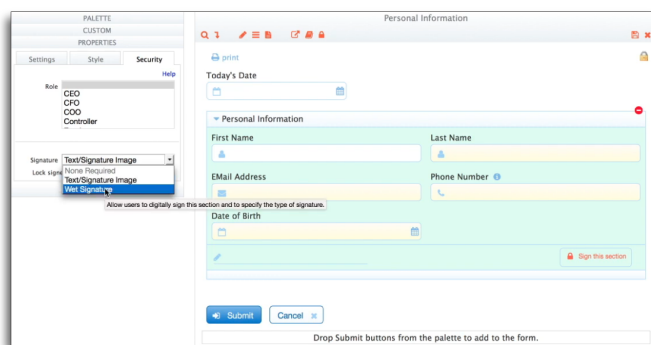 PALETTE
CUSTOM
PROPERTIES
Settings
Style
Security
Help
Role
CEO
CFO
COO
Controller
Signature
Text/Signature Image
Lock signe
None Required
Text/Signature Image
Wet Signature
Allow users to digitally sign this section and to specify the type of signature.
Personal Information
print
Today's Date
Personal Information
First Name
Last Name
EMail Address
Phone Number
Date of Birth
Sign this section
Submit
Cancel
Drop Submit buttons from the palette to add to the form.